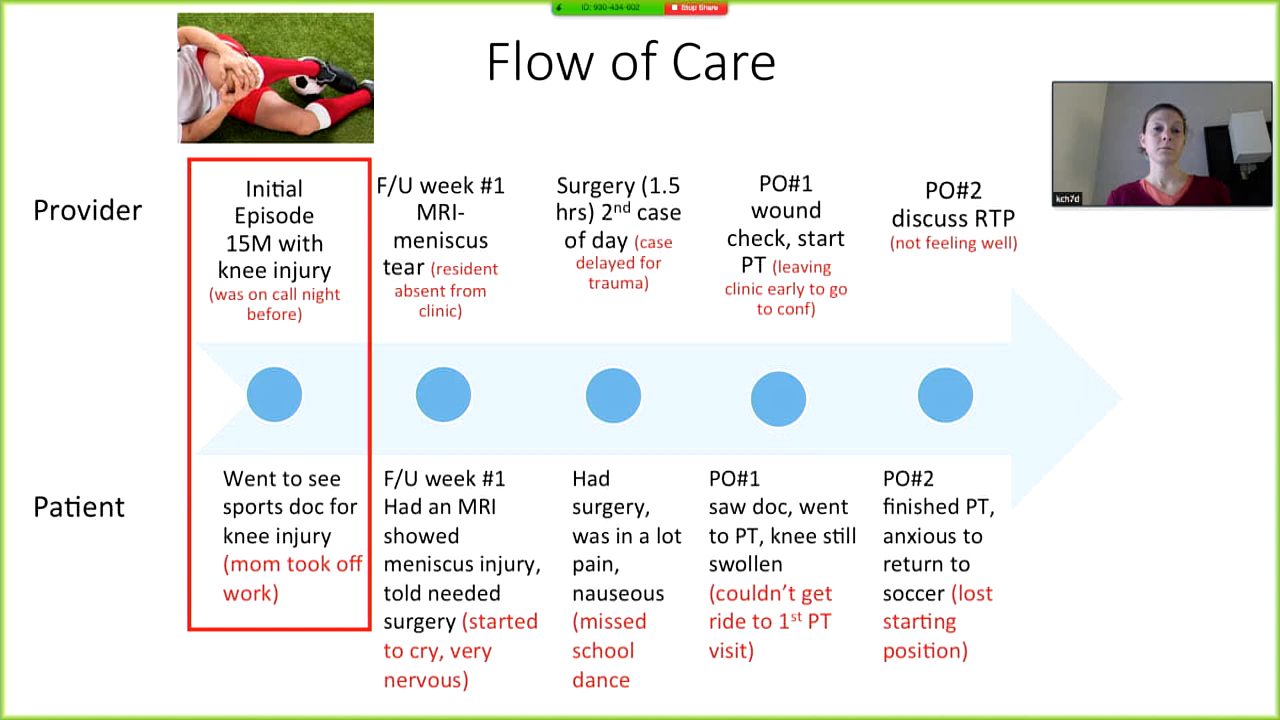 ID: 930-434-602
Stop Share
Flow of Care
kch7d
Provider
Initial
Episode
15M with
knee injury
(was on call night
before)
F/U week #1
MRI-
meniscus
tear (resident
absent from
clinic)
Surgery (1.5
hrs) 2nd case
of day (case
delayed for
trauma)
PO#1
wound
check, start
PT (leaving
clinic early to go
to conf)
PO#2
discuss RTP
(not feeling well)
Patient
Went to see
sports doc for
knee injury
(mom took off
work)
F/U week #1
Had an MRI
showed
meniscus injury,
told needed
surgery (started
to cry, very
nervous)
Had
surgery,
was in a lot
pain,
nauseous
(missed
school
dance
PO#1
saw doc, went
to PT, knee still
swollen
(couldn't get
ride to 1st PT
visit)
PO#2
finished PT,
anxious to
return to
soccer (lost
starting
position)